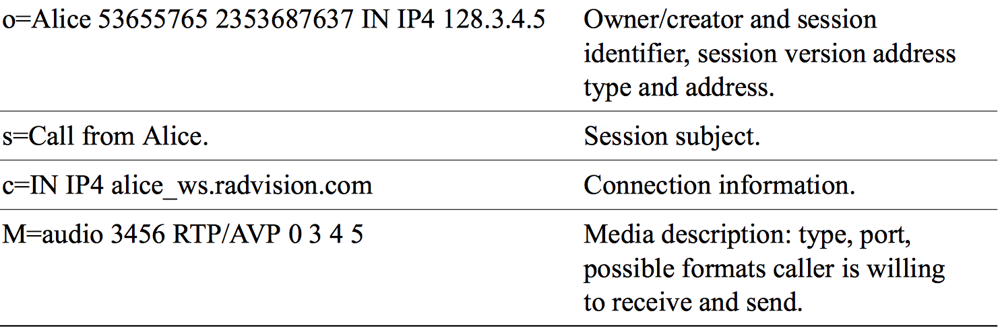 o=Alice 53655765 2353687637 IN IP4 128.3.4.5
Owner/creator and session
identifier, session version address
type and address.
s=Call from Alice.
Session subject.
c=IN IP4 alice_ws.radvision.com
Connection information.
M=audio 3456 RTP/AVP 0 3 4 5
Media description: type, port,
possible formats caller is willing
to receive and send.